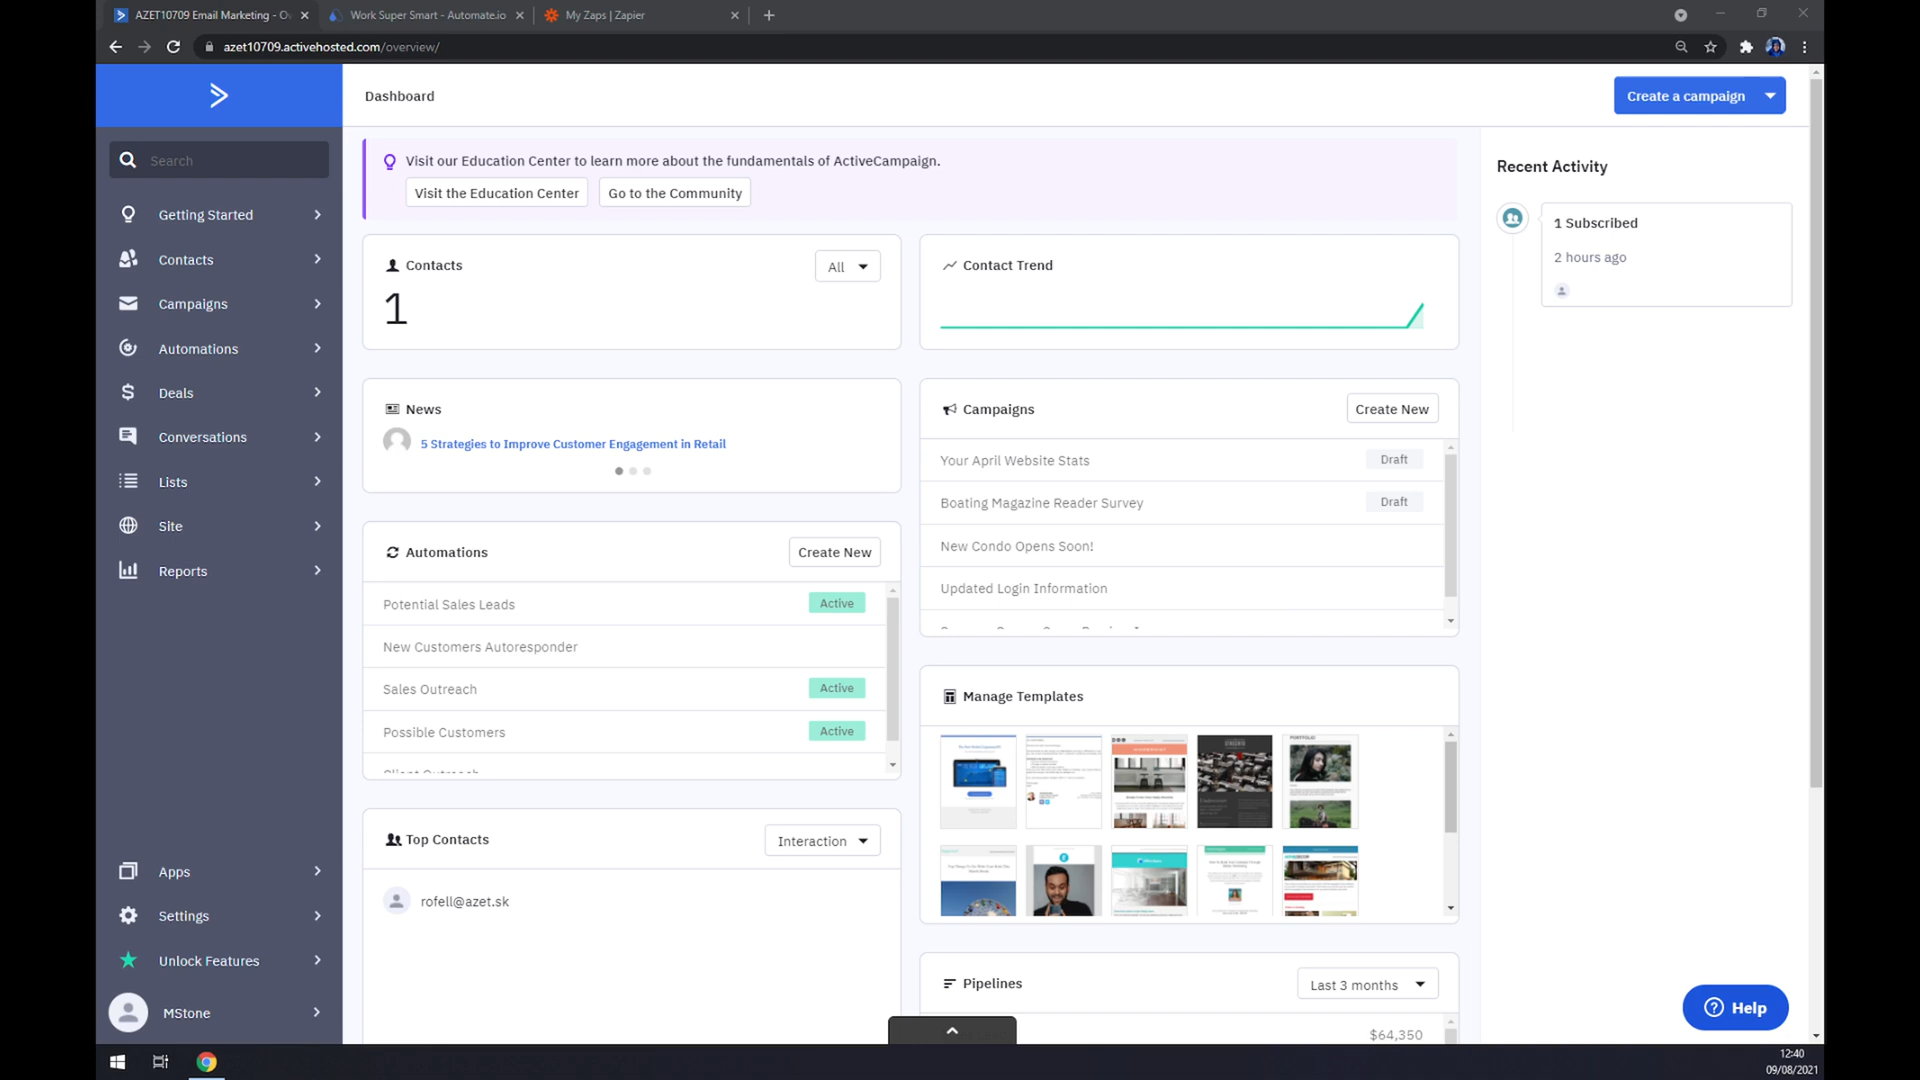 AZET10709 Email Marketing - Ov
Work Super Smart - Automate.io
My Zaps | Zapier
azet10709.activehosted.com/overview/
Dashboard
Create a campaign
Search
Getting Started
Contacts
Campaigns
Automations
Deals
Conversations
Lists
Site
Reports
Apps
Settings
Unlock Features
MStone
Visit our Education Center to learn more about the fundamentals of ActiveCampaign.
Visit the Education Center
Go to the Community
Contacts
All
1
Contact Trend
News
5 Strategies to Improve Customer Engagement in Retail
Campaigns
Create New
Your April Website Stats
Draft
Boating Magazine Reader Survey
Draft
New Condo Opens Soon!
Updated Login Information
Automations
Create New
Potential Sales Leads
Active
New Customers Autoresponder
Sales Outreach
Active
Possible Customers
Active
Client Outreach
Manage Templates
PORTFOLIO
Top Contacts
Interaction
rofell@azet.sk
Pipelines
Last 3 months
$64,350
Recent Activity
1 Subscribed
2 hours ago
Help
12:40
09/08/2021